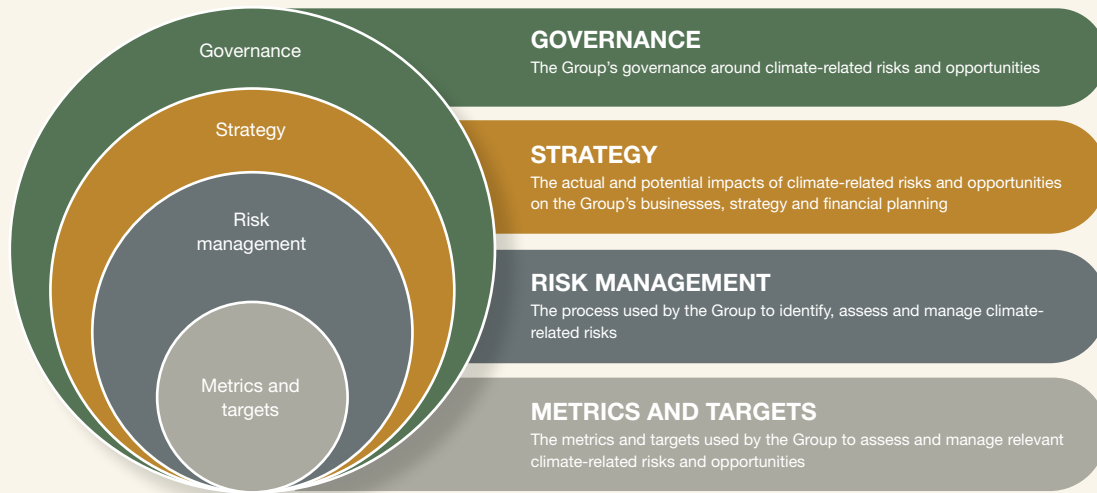 Governance
Strategy
Risk
management
Metrics and
targets
GOVERNANCE
The Group’s governance around climate-related risks and opportunities
STRATEGY
The actual and potential impacts of climate-related risks and opportunities
on the Group’s businesses, strategy and financial planning
RISK MANAGEMENT
The process used by the Group to identify, assess and manage climate-
related risks
METRICS AND TARGETS
The metrics and targets used by the Group to assess and manage relevant
climate-related risks and opportunities